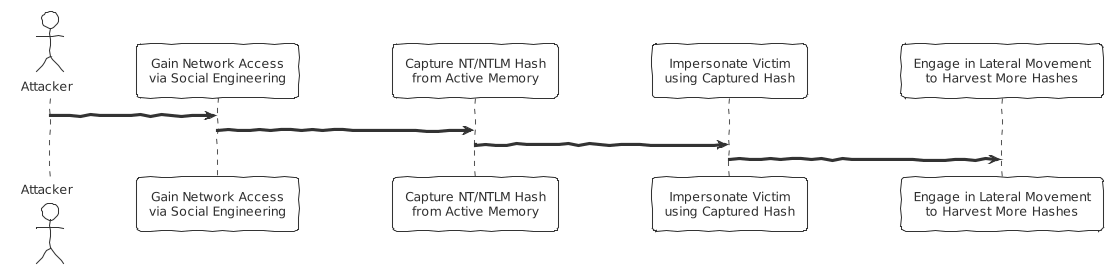 Gain Network Access
via Social Engineering
Capture NT/NTLM Hash
from Active Memory
Impersonate Victim
using Captured Hash
Engage in Lateral Movement
to Harvest More Hashes
Attacker
Attacker
Gain Network Access
via Social Engineering
Capture NT/NTLM Hash
from Active Memory
Impersonate Victim
using Captured Hash
Engage in Lateral Movement
to Harvest More Hashes